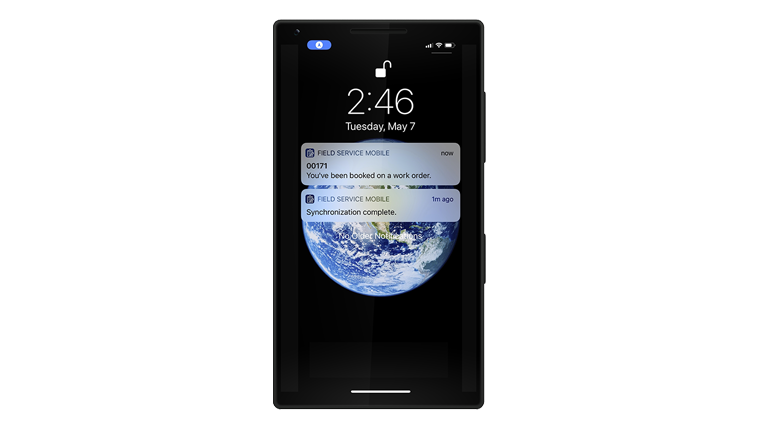 2:46
Tuesday, May 7
FIELD SERVICE MOBILE now
00171
You've been booked on a work order.
FIELD SERVICE MOBILE 1m ago
Synchronization complete.
No Older Notifications